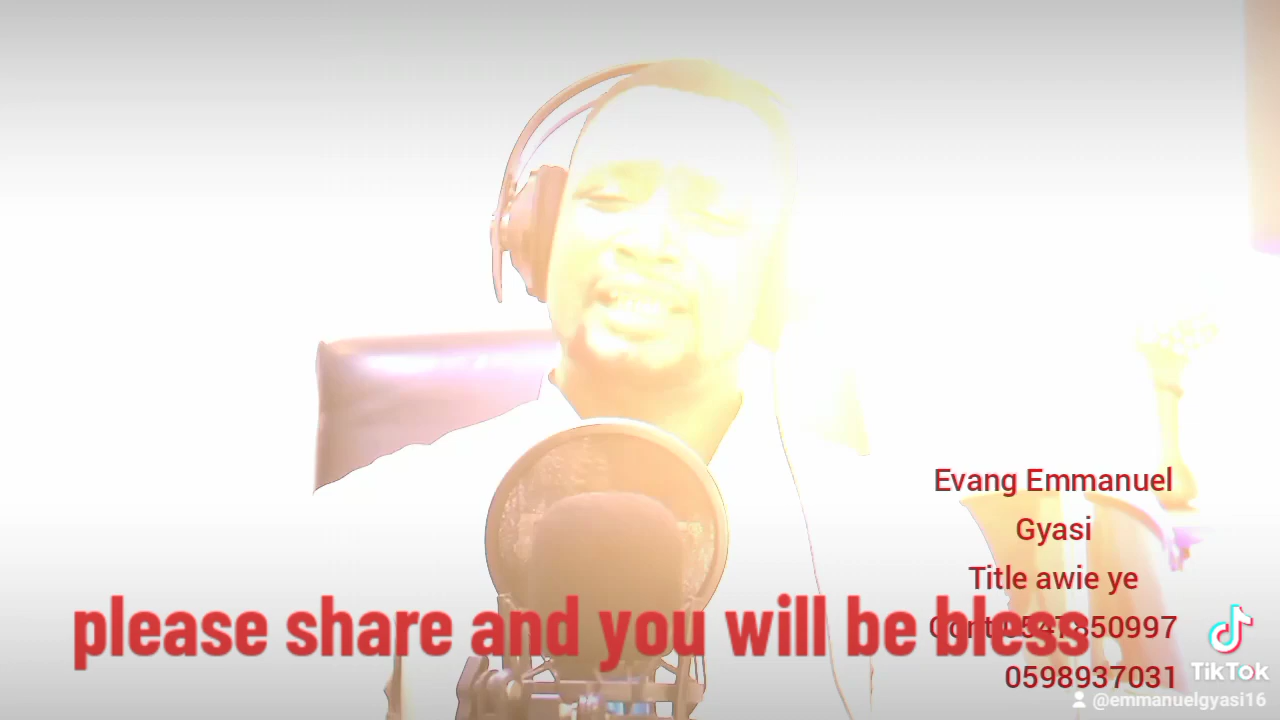 Evang Emmanuel
Gyasi
Title awie ye
please share and you will be bless
0598937031
TikTok
@emmanuelgyasi16